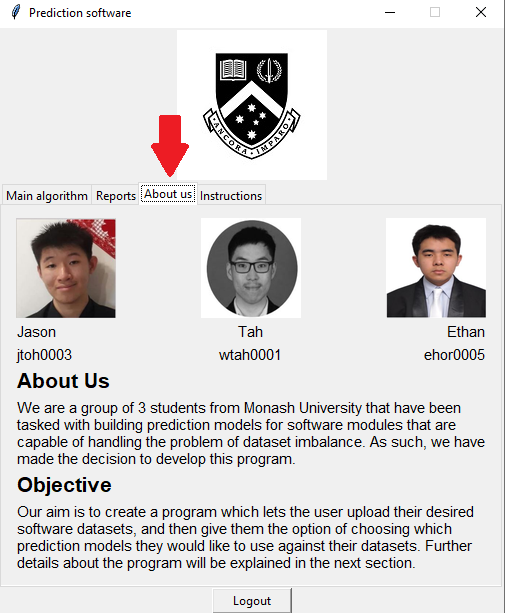 Prediction software
ANCORA IMPARO
Main algorithm Reports About us Instructions
Jason Tah Ethan
jtoh0003 wtah0001 ehor0005
About Us
We are a group of 3 students from Monash University that have been
tasked with building prediction models for software modules that are
capable of handling the problem of dataset imbalance. As such, we have
made the decision to develop this program.
Objective
Our aim is to create a program which lets the user upload their desired
software datasets, and then give them the option of choosing which
prediction models they would like to use against their datasets. Further
details about the program will be explained in the next section.
Logout